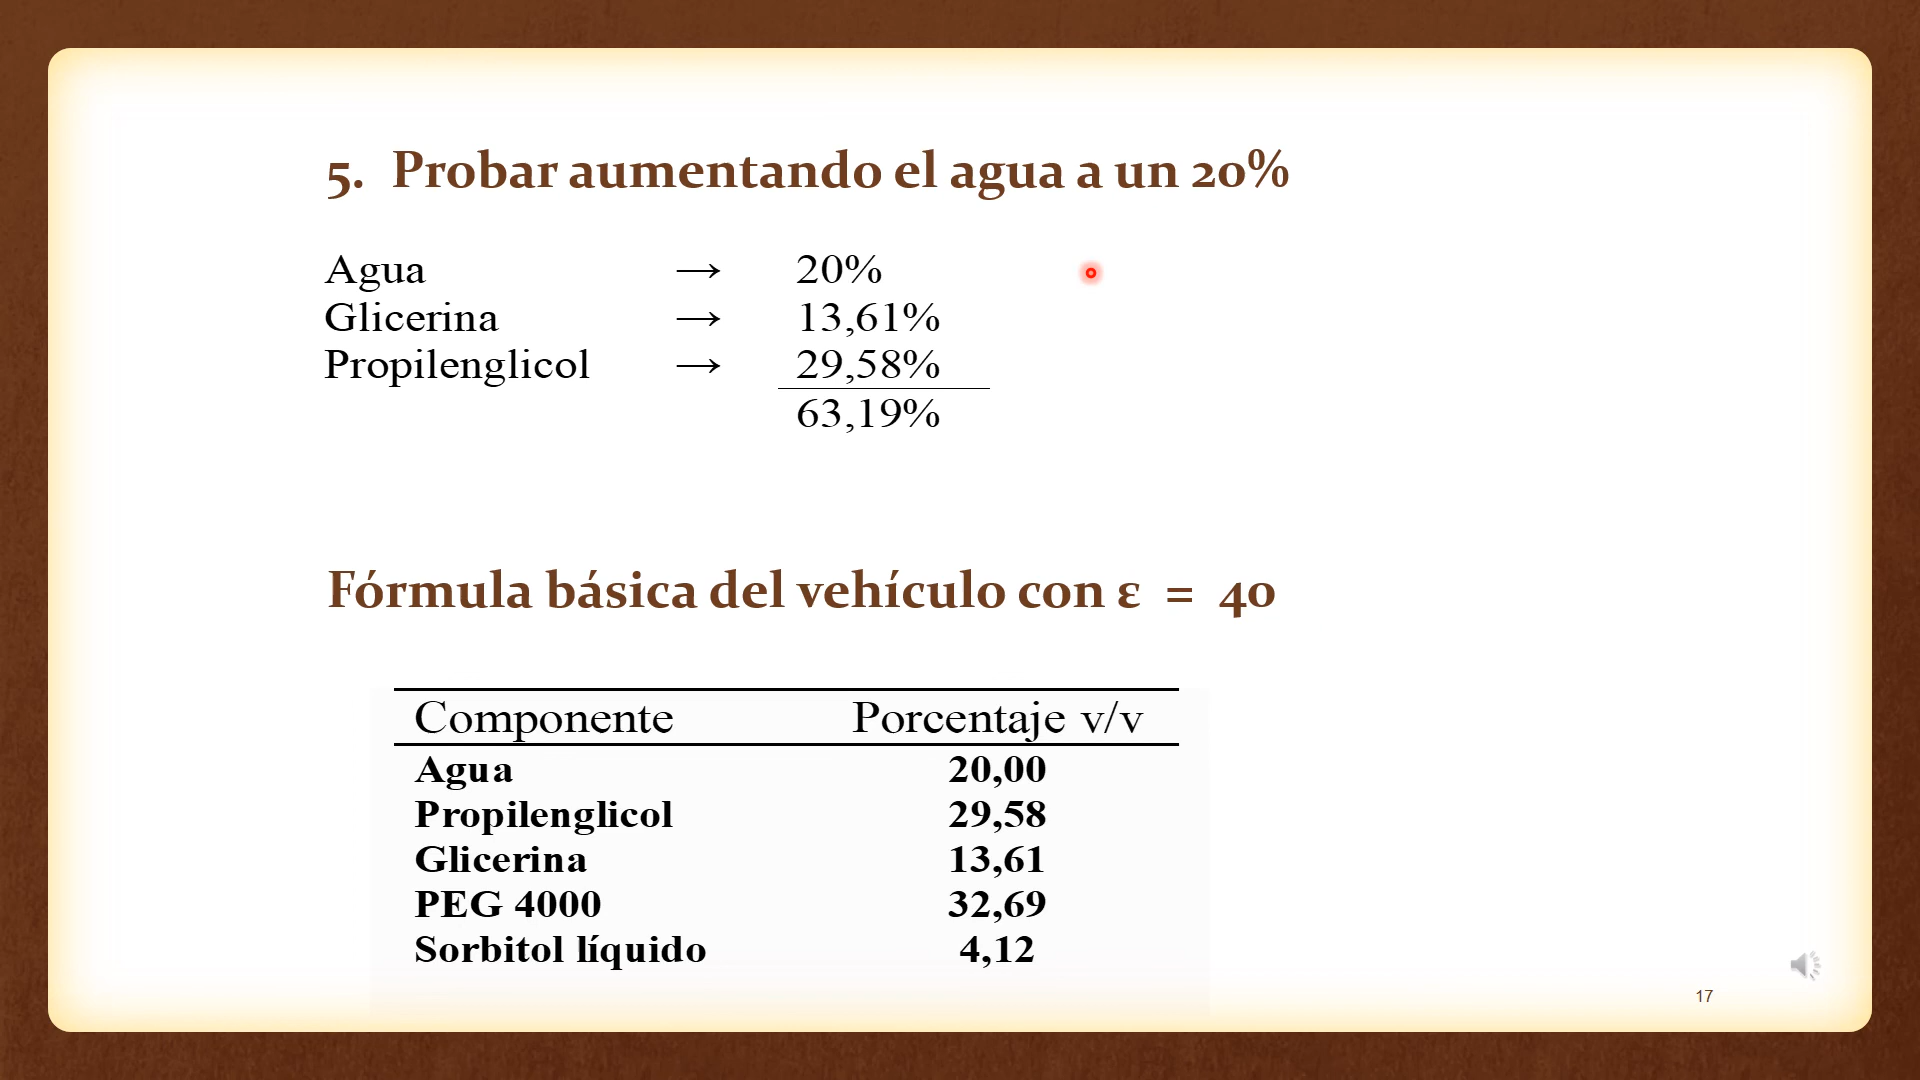 5. Probar aumentando el agua a un 20%
Agua → 20%
Glicerina → 13,61%
Propilenglicol → 29,58%
63,19%
Fórmula básica del vehículo con ε = 40
Componente Porcentaje v/v
Agua 20,00
Propilenglicol 29,58
Glicerina 13,61
PEG 4000 32,69
Sorbitol líquido 4,12
17